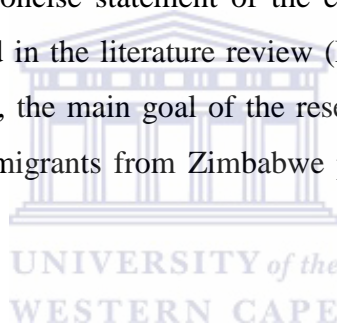 oncise statement of the c
d in the literature review (
, the main goal of the rese
migrants from Zimbabwe
UNIVERSITY of the
WESTERN CAPE